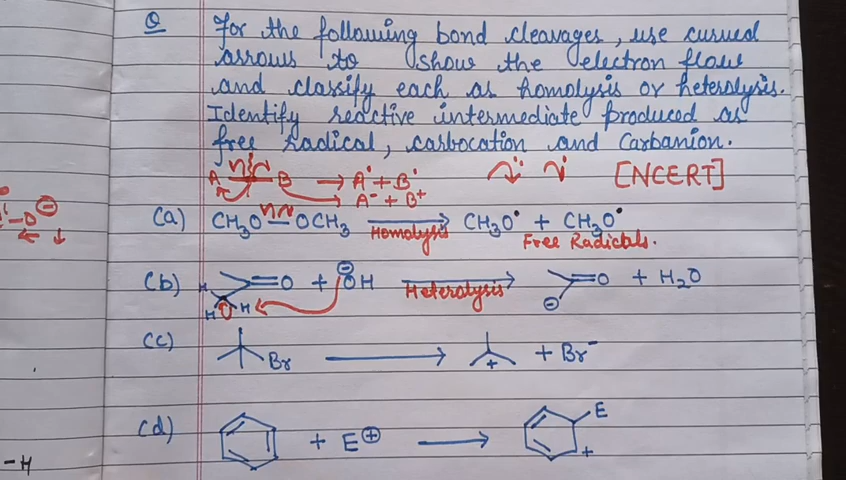 Q For the following bond cleavages, use curved
arrows to show the electron flow
and classify each as homolysis or heterolysis.
Identify reactive intermediate produced as
free radical, carbocation and Carbanion.
A — B → A• + B• [NCERT]
A⁻ + B⁺
(a) CH₃O — OCH₃ Homolysis → CH₃O• + CH₃O•
Free Radicals.
(b) H H H =O + ⊖OH Heterolysis → =O ⊖ + H₂O
(c) Br → + + Br⁻
(d) + E⊕ → E +
-H